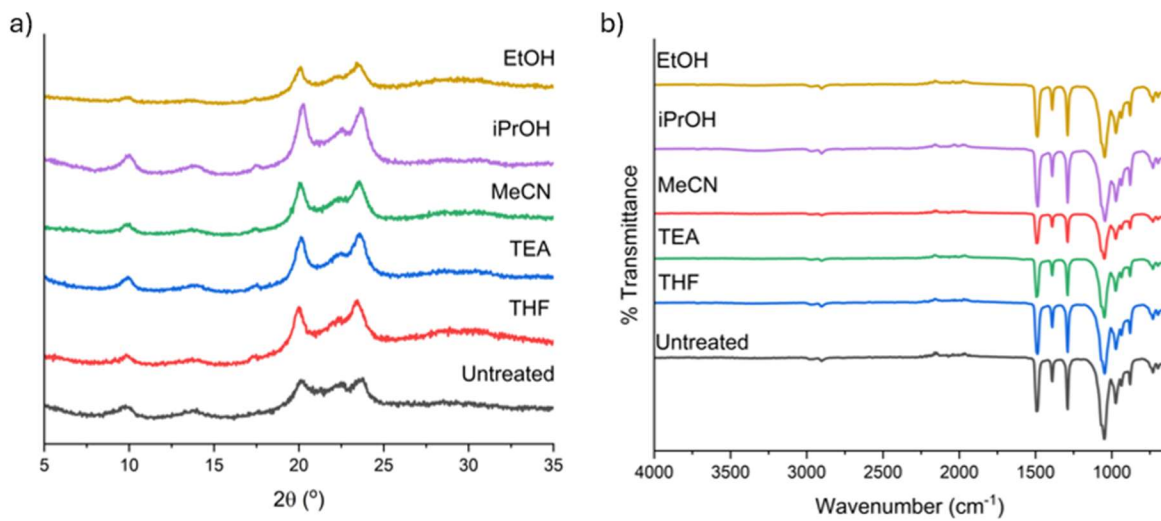 a)
EtOH
iPrOH
MeCN
TEA
THF
Untreated
5 10 15 20 25 30 35
2θ (º)
b)
% Transmittance
EtOH
iPrOH
MeCN
TEA
THF
Untreated
4000 3500 3000 2500 2000 1500 1000
Wavenumber (cm⁻¹)